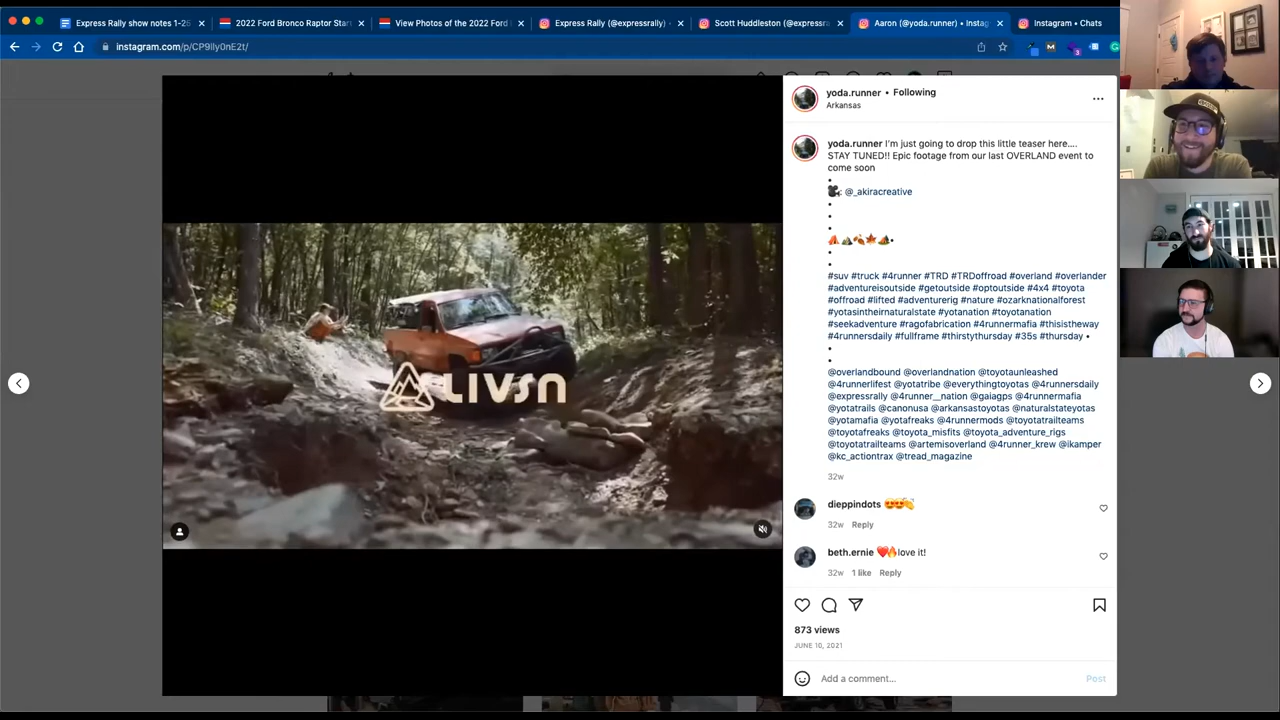 Express Rally show notes 1-25
2022 Ford Bronco Raptor Star
View Photos of the 2022 Ford
Express Rally (@expressrally)
Scott Huddleston (@expressra
Aaron (@yoda.runner) • Instag
Instagram • Chats
instagram.com/p/CP9Ily0nE2t/
yoda.runner • Following
Arkansas
yoda.runner I'm just going to drop this little teaser here....
STAY TUNED!! Epic footage from our last OVERLAND event to
come soon
: @_akiracreative
#suv #truck #4runner #TRD #TRDoffroad #overland #overlander
#adventureisoutside #getoutside #optoutside #4x4 #toyota
#offroad #lifted #adventurerig #nature #ozarknationalforest
#yotasintheirnaturalstate #yotanation #toyotanation
#seekadventure #ragofabrication #4runnermafia #thisistheway
#4runnersdaily #fullframe #thirstythursday #35s #thursday •
@overlandbound @overlandnation @toyotaunleashed
@4runnerlifest @yotatribe @everythingtoyotas @4runnersdaily
@expressrally @4runner__nation @gaiagps @4runnermafia
@yotatrails @canonusa @arkansastoyotas @naturalstateyotas
@yotamafia @yotafreaks @4runnermods @toyotatrailteams
@toyotafreaks @toyota_misfits @toyota_adventure_rigs
@toyotatrailteams @artemisoverland @4runner_krew @ikamper
@kc_actiontrax @tread_magazine
32w
dieppindots
32w Reply
beth.ernie love it!
32w 1 like Reply
873 views
JUNE 10, 2021
Add a comment... Post
LIVSN